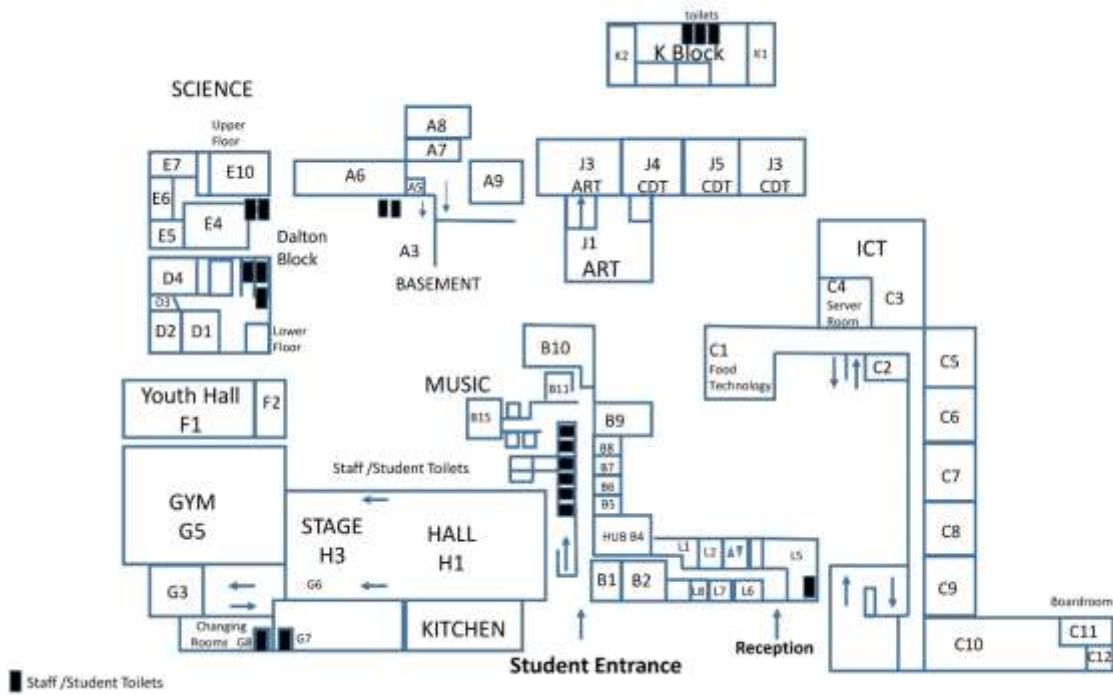 toilets
K2
K Block
K1
SCIENCE
Upper
Floor
E7
E10
E6
E4
E5
Dalton
Block
D4
D3
D2
D1
Lower
Floor
A8
A7
A6
A5
A9
A3
BASEMENT
J3
ART
J4
CDT
J5
CDT
J3
CDT
J1
ART
ICT
C4
Server
Room
C3
C1
Food
Technology
C2
C5
C6
C7
C8
C9
B10
MUSIC
B11
B15
B9
B8
B7
B6
B5
HUB B4
Youth Hall
F1
F2
Staff /Student Toilets
GYM
G5
STAGE
H3
HALL
H1
G6
G3
Changing
Rooms
G8
G7
KITCHEN
L1
L2
L5
B1
B2
L8
L7
L6
Student Entrance
Reception
Boardroom
C10
C11
C12
Staff /Student Toilets